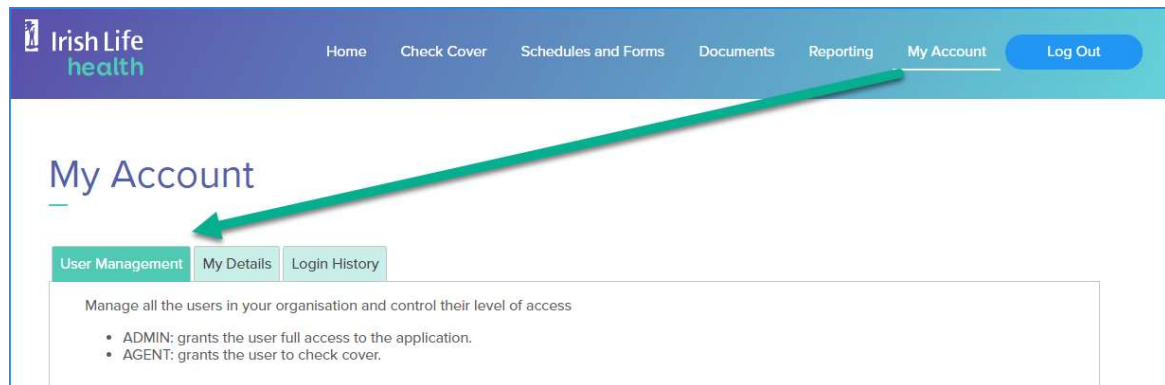 Irish Life
health
Home Check Cover Schedules and Forms Documents Reporting My Account Log Out
My Account
User Management My Details Login History
Manage all the users in your organisation and control their level of access
• ADMIN: grants the user full access to the application.
• AGENT: grants the user to check cover.